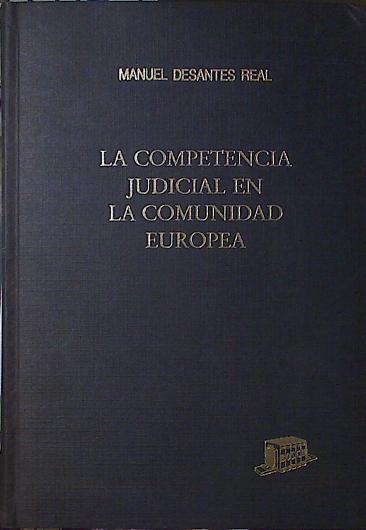 MANUEL DESANTES REAL
LA COMPETENCIA
JUDICIAL EN
LA COMUNIDAD
EUROPEA